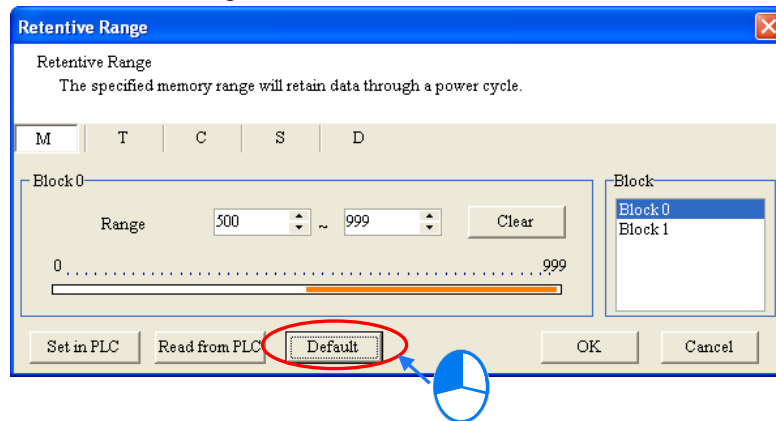 Retentive Range
Retentive Range
The specified memory range will retain data through a power cycle.
M T C S D
Block 0
Range 500 ~ 999 Clear
0 999
Block
Block 0
Block 1
Set in PLC Read from PLC Default OK Cancel